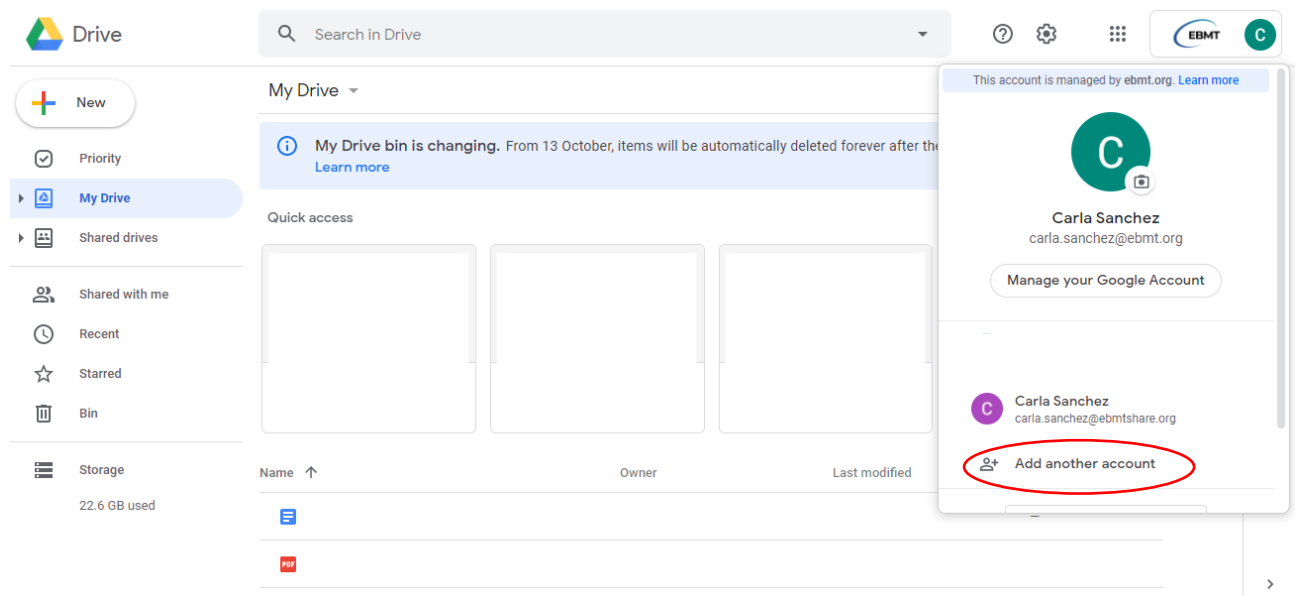 Drive
Search in Drive
EBMT
C
New
Priority
My Drive
Shared drives
Shared with me
Recent
Starred
Bin
Storage
22.6 GB used
My Drive
My Drive bin is changing. From 13 October, items will be automatically deleted forever after the
Learn more
Quick access
Name
Owner
Last modified
PDF
This account is managed by ebmt.org. Learn more
C
Carla Sanchez
carla.sanchez@ebmt.org
Manage your Google Account
C
Carla Sanchez
carla.sanchez@ebmtshare.org
Add another account